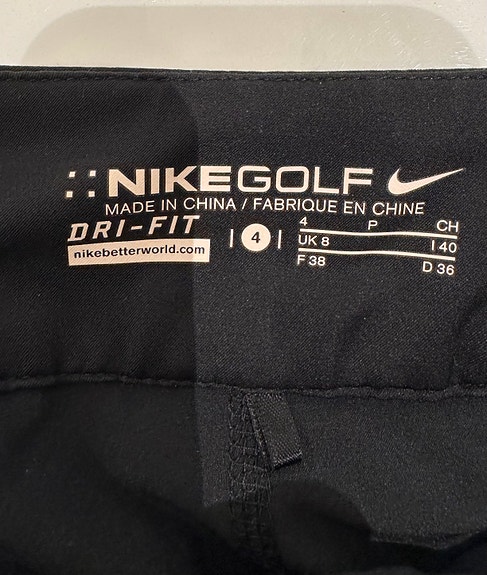 NIKEGOLF
MADE IN CHINA / FABRIQUE EN CHINE
DRI-FIT
nikebetterworld.com
4
4 P CH
UK 8 I 40
F 38 D 36